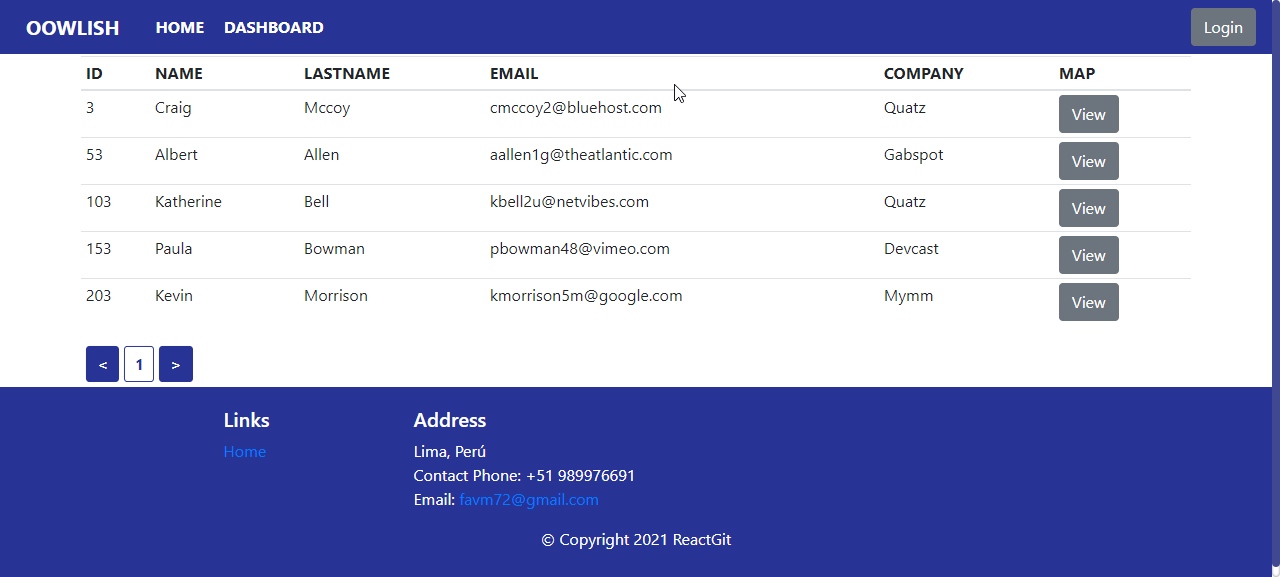 OOWLISH HOME DASHBOARD Login
ID NAME LASTNAME EMAIL COMPANY MAP
3 Craig Mccoy cmccoy2@bluehost.com Quatz View
53 Albert Allen aallen1g@theatlantic.com Gabspot View
103 Katherine Bell kbell2u@netvibes.com Quatz View
153 Paula Bowman pbowman48@vimeo.com Devcast View
203 Kevin Morrison kmorrison5m@google.com Mymm View
< 1 >
Links
Home
Address
Lima, Perú
Contact Phone: +51 989976691
Email: favm72@gmail.com
© Copyright 2021 ReactGit